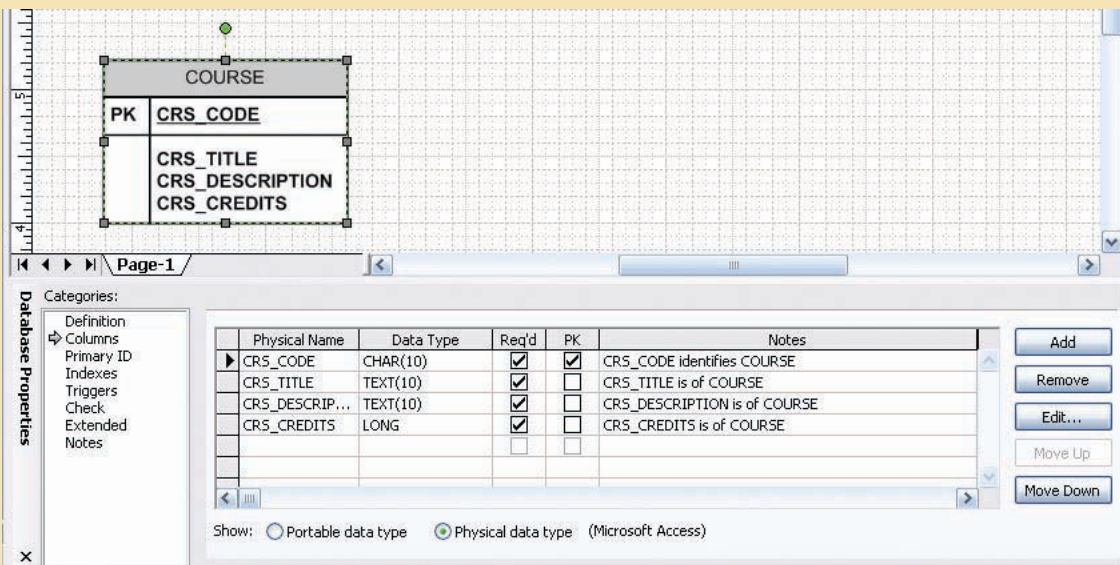 5
COURSE
PK CRS_CODE
CRS_TITLE
CRS_DESCRIPTION
CRS_CREDITS
4
Page-1
Database Properties
Categories:
Definition
Columns
Primary ID
Indexes
Triggers
Check
Extended
Notes
Physical Name Data Type Req'd PK Notes
CRS_CODE CHAR(10) CRS_CODE identifies COURSE
CRS_TITLE TEXT(10) CRS_TITLE is of COURSE
CRS_DESCRIP... TEXT(10) CRS_DESCRIPTION is of COURSE
CRS_CREDITS LONG CRS_CREDITS is of COURSE
Add
Remove
Edit...
Move Up
Move Down
Show: Portable data type Physical data type (Microsoft Access)